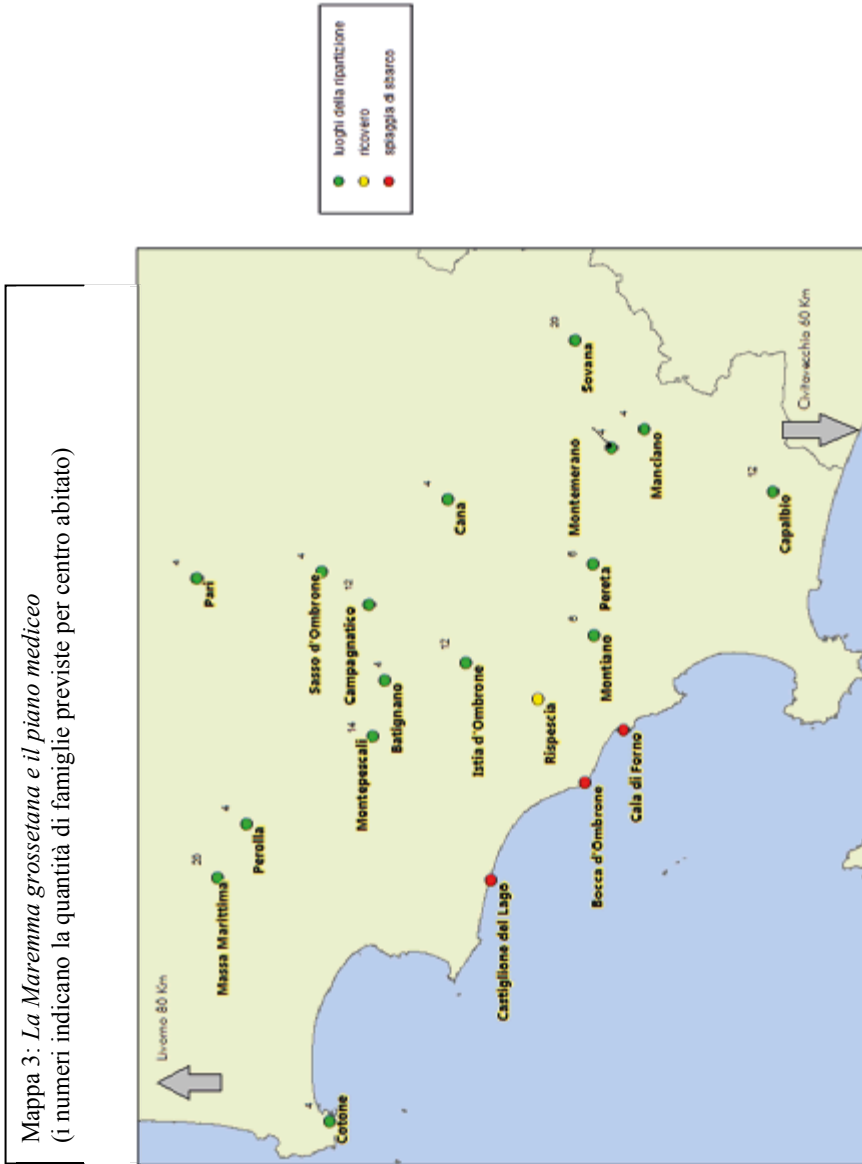 Mappa 3: La Maremma grossetana e il piano mediceo
(i numeri indicano la quantità di famiglie previste per centro abitato)
luoghi della ripartizione
ricovero
spiaggia di sbarco
Livorno 80 Km
4
Cotone
20
Massa Marittima
4
Perolla
4
Pari
14
Montepescali
4
Batignano
12
Campagnatico
4
Sasso d'Ombrone
4
Cana
12
Istia d'Ombrone
Castiglione del Lago
Bocca d'Ombrone
Cala di Forno
Rispescia
6
Montiano
6
Pereta
4
Montemerano
4
Manciano
20
Sovana
12
Capalbio
Civitavecchio 60 Km